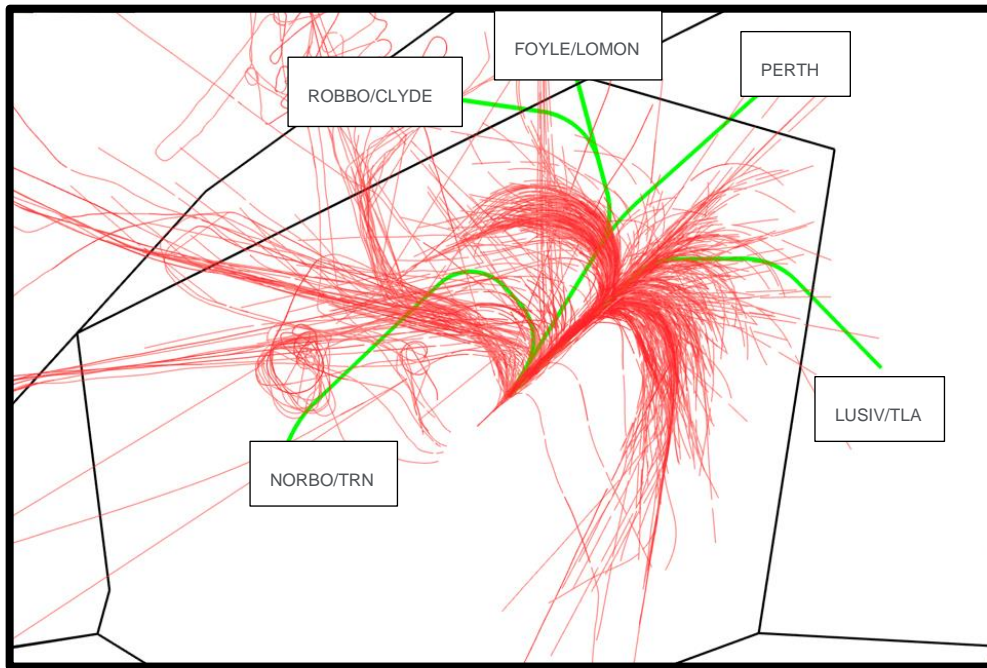 FOYLE/LOMON
PERTH
ROBBO/CLYDE
LUSIV/TLA
NORBO/TRN